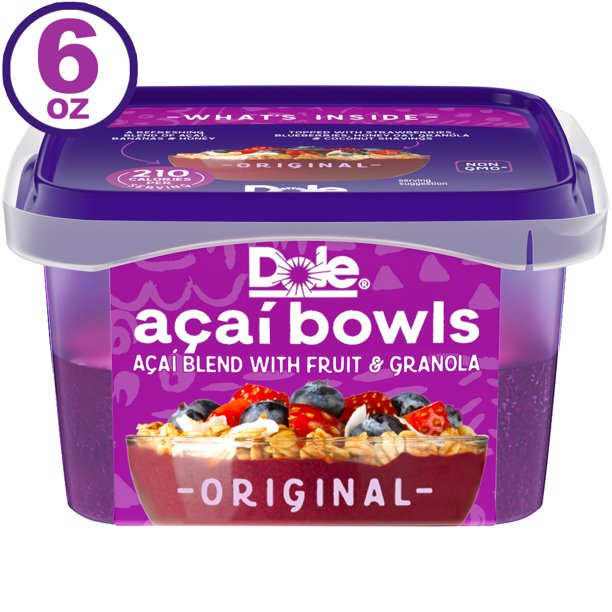 6
oz
-WHAT'S INSIDE-
A REFRESHING
BLEND OF AÇAÍ,
BANANAS & HONEY
TOPPED WITH STRAWBERRIES,
BLUEBERRIES, HONEY OAT GRANOLA
& COCONUT SHAVINGS
210
CALORIES
PER
SERVING
ORIGINAL-
NON-
GMO
serving
suggestion
Dole
Dole®
açaí bowls
AÇAÍ BLEND WITH FRUIT & GRANOLA
-ORIGINAL-